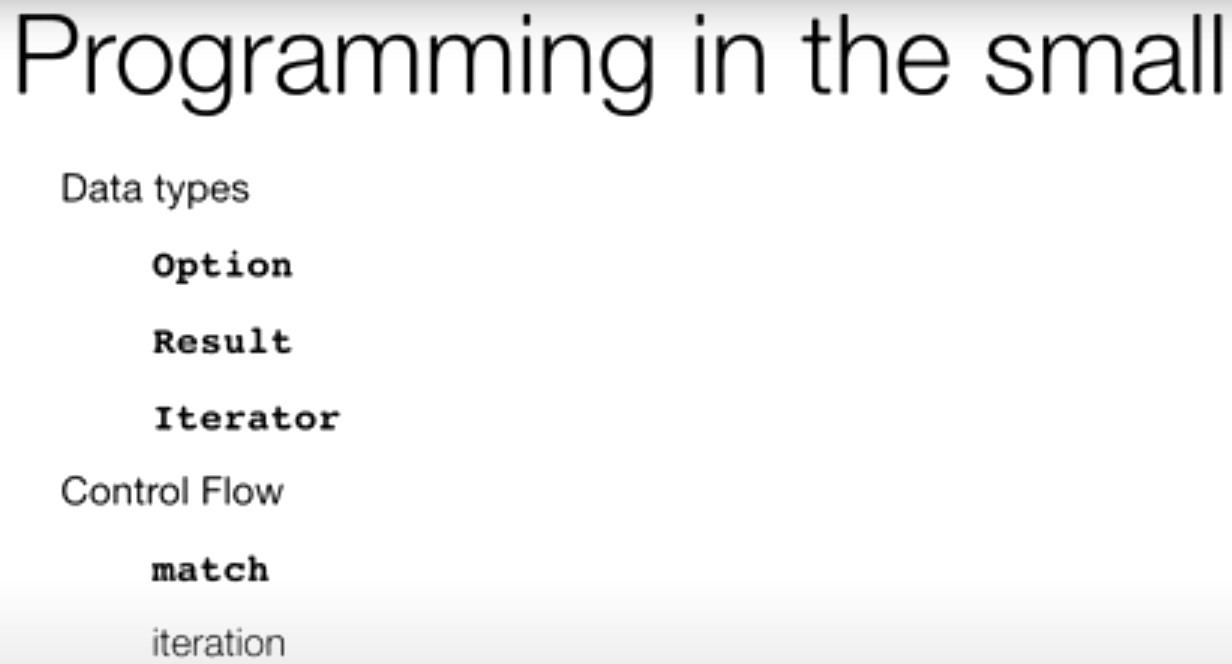 Programming in the small
Data types
Option
Result
Iterator
Control Flow
match
iteration